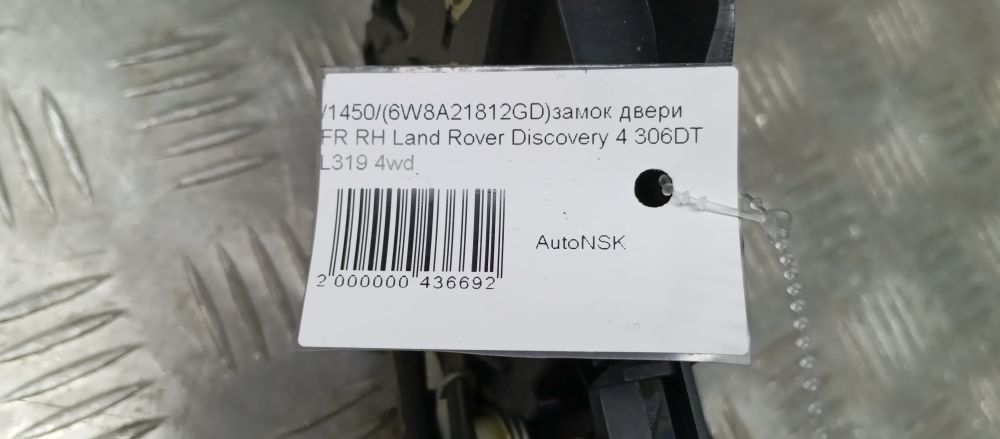 /1450/(6W8A21812GD)замок двери
FR RH Land Rover Discovery 4 306DT
L319 4wd
AutoNSK
2 000000 436692